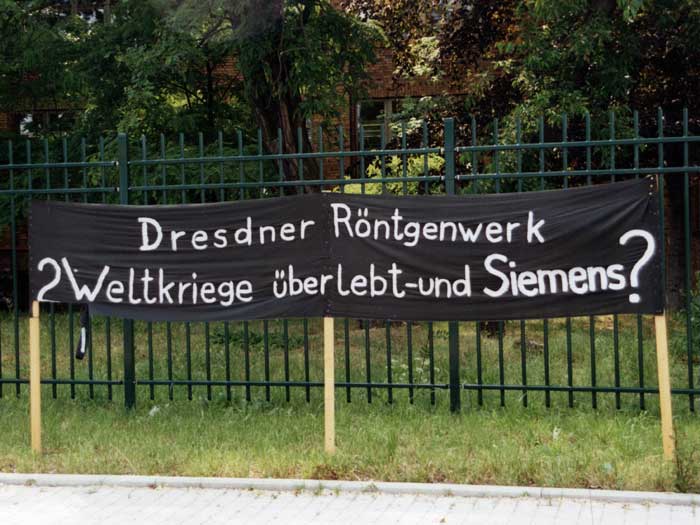 Dresdner Röntgenwerk
2 Weltkriege überlebt-und Siemens?